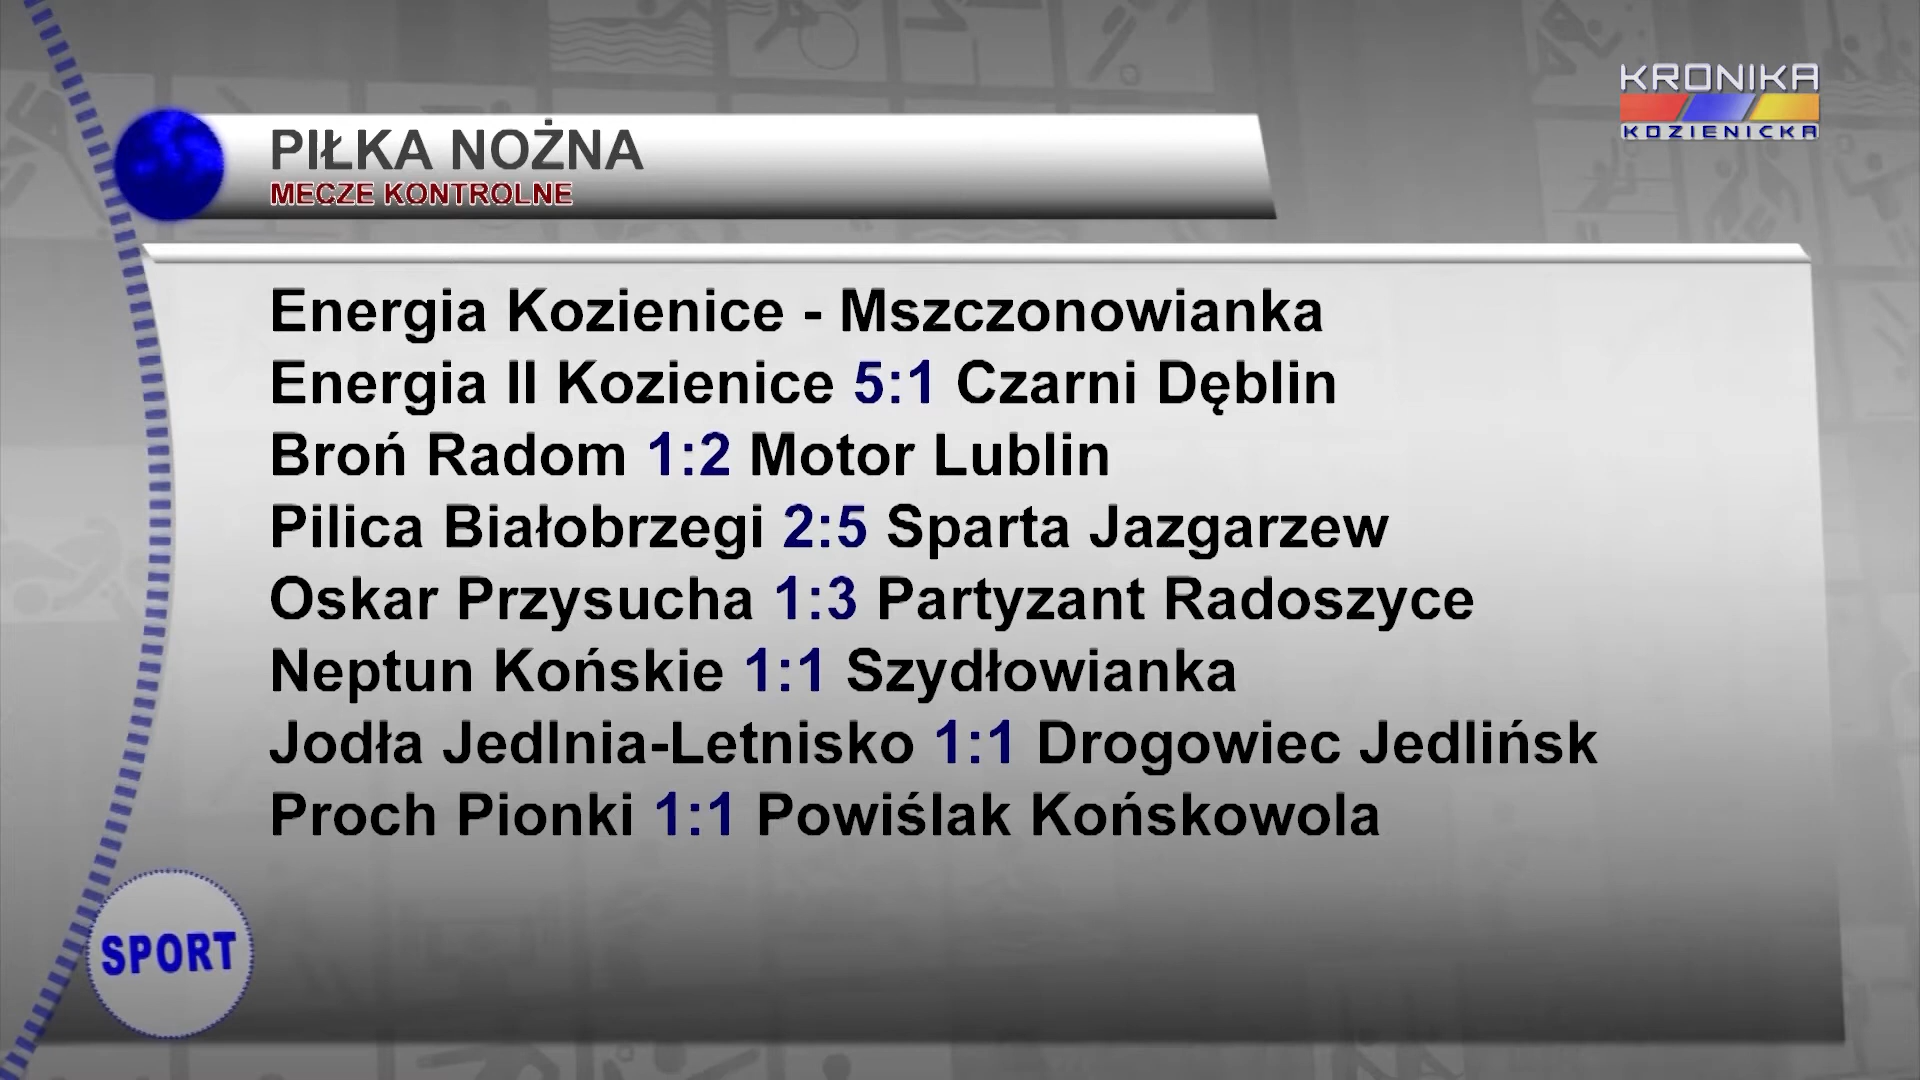 KRONIKA
KOZIENICKA
PIŁKA NOŻNA
MECZE KONTROLNE
Energia Kozienice - Mszczonowianka
Energia II Kozienice 5:1 Czarni Dęblin
Broń Radom 1:2 Motor Lublin
Pilica Białobrzegi 2:5 Sparta Jazgarzew
Oskar Przysucha 1:3 Partyzant Radoszyce
Neptun Końskie 1:1 Szydłowianka
Jodła Jedlnia-Letnisko 1:1 Drogowiec Jedlińsk
Proch Pionki 1:1 Powiślak Końskowola
SPORT